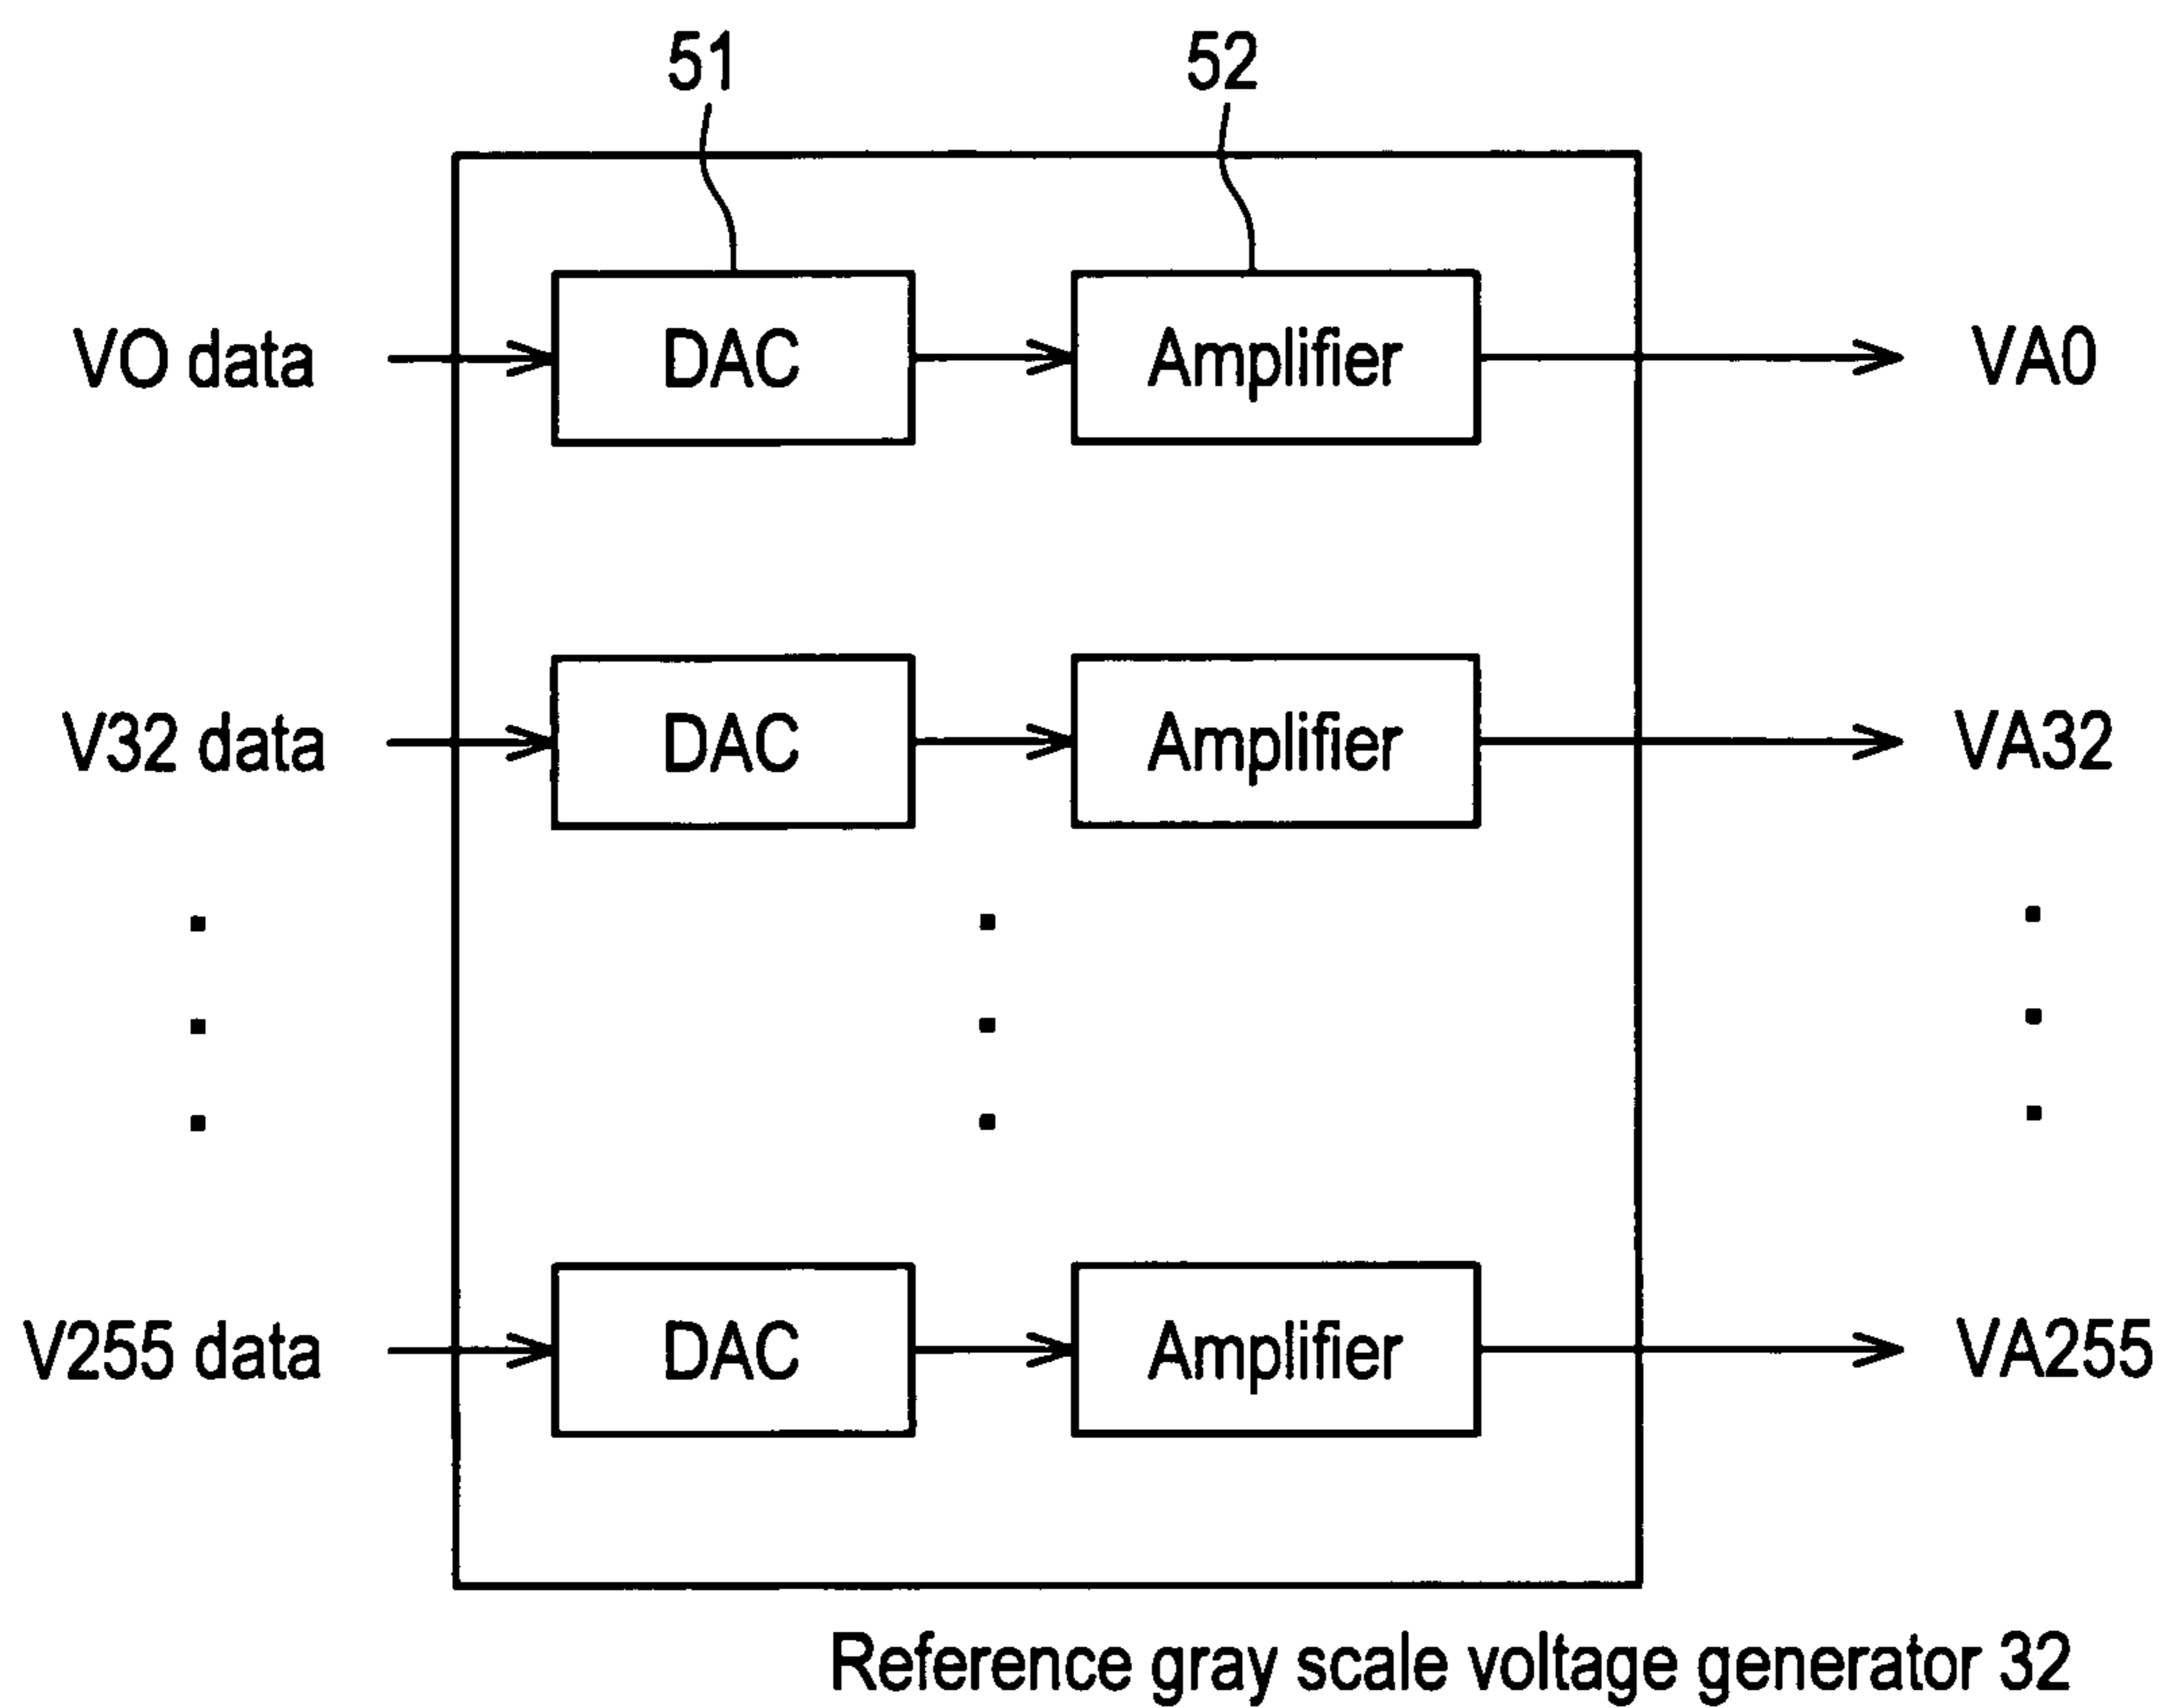 51 52
VO data DAC Amplifier VA0
V32 data DAC Amplifier VA32
V255 data DAC Amplifier VA255
Reference gray scale voltage generator 32